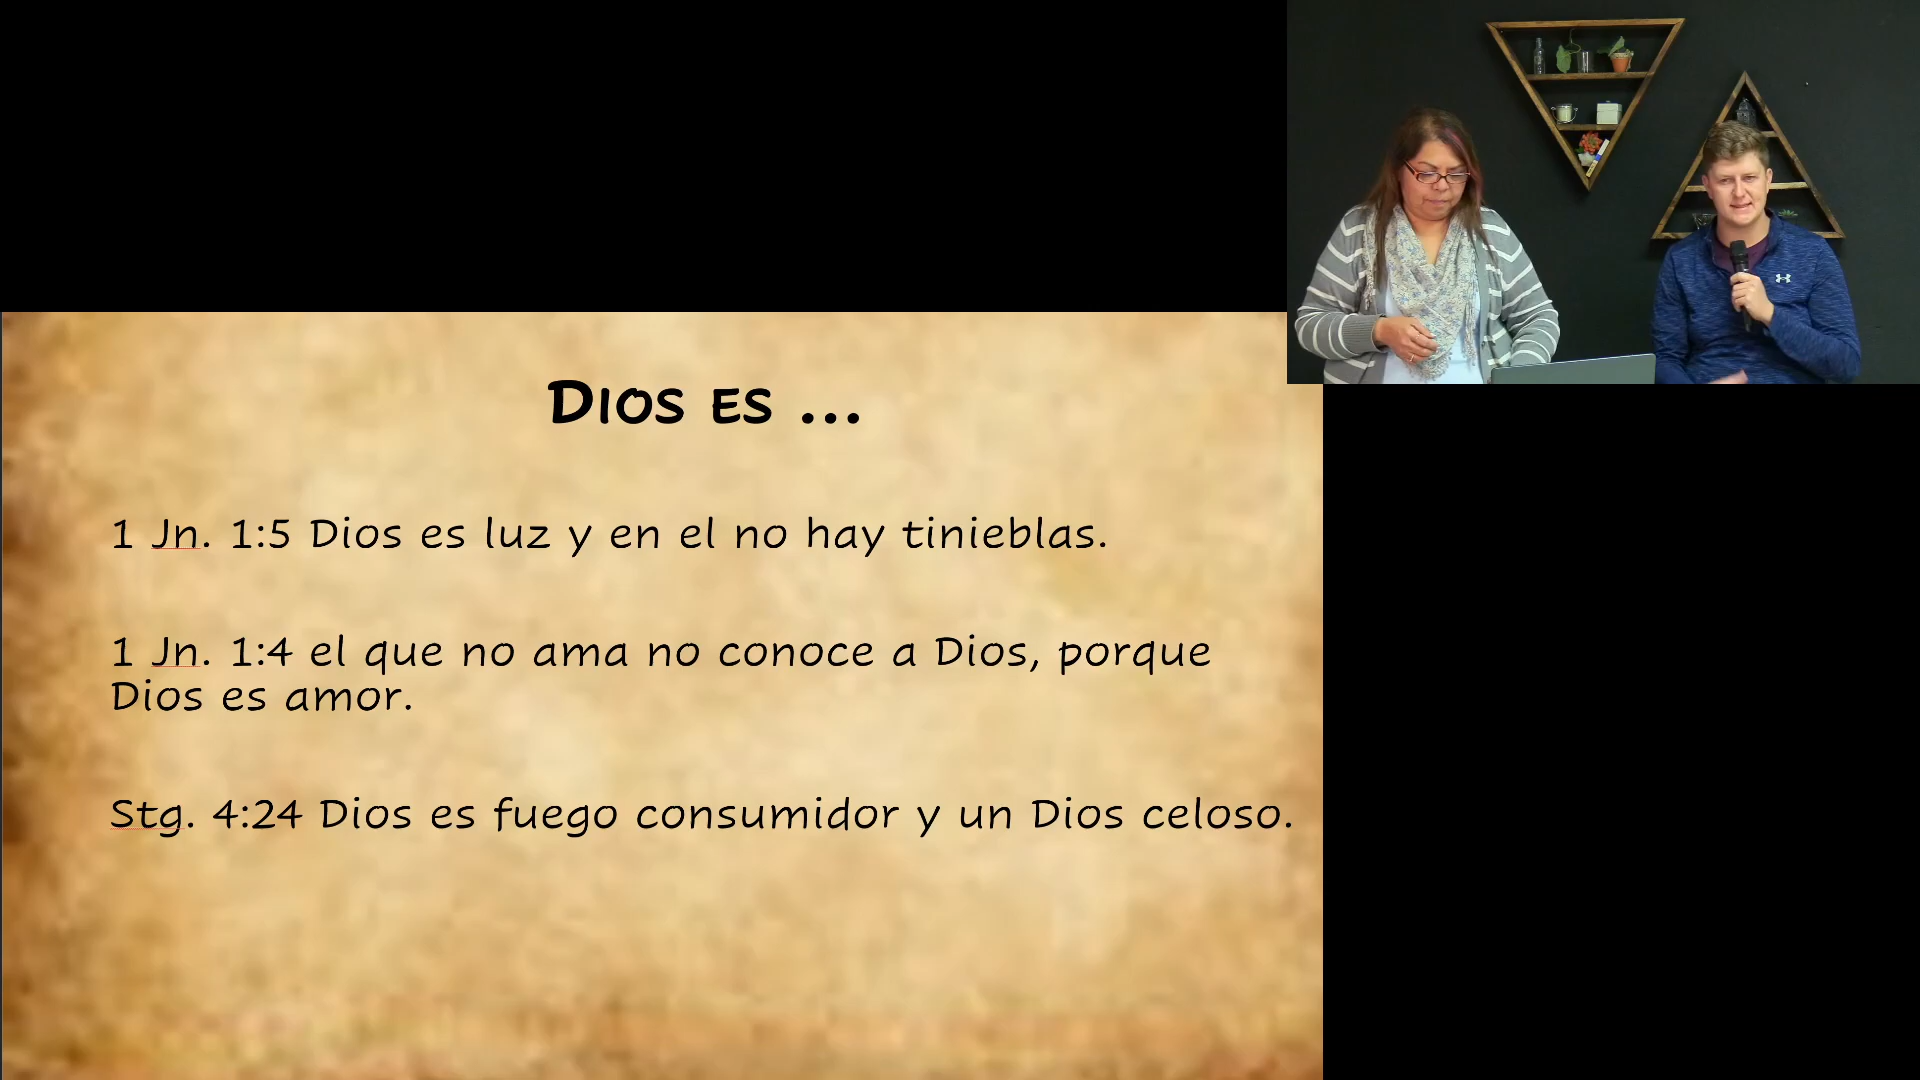 Dios es ...
1 Jn. 1:5 Dios es luz y en el no hay tinieblas.
1 Jn. 1:4 el que no ama no conoce a Dios, porque
Dios es amor.
Stg. 4:24 Dios es fuego consumidor y un Dios celoso.